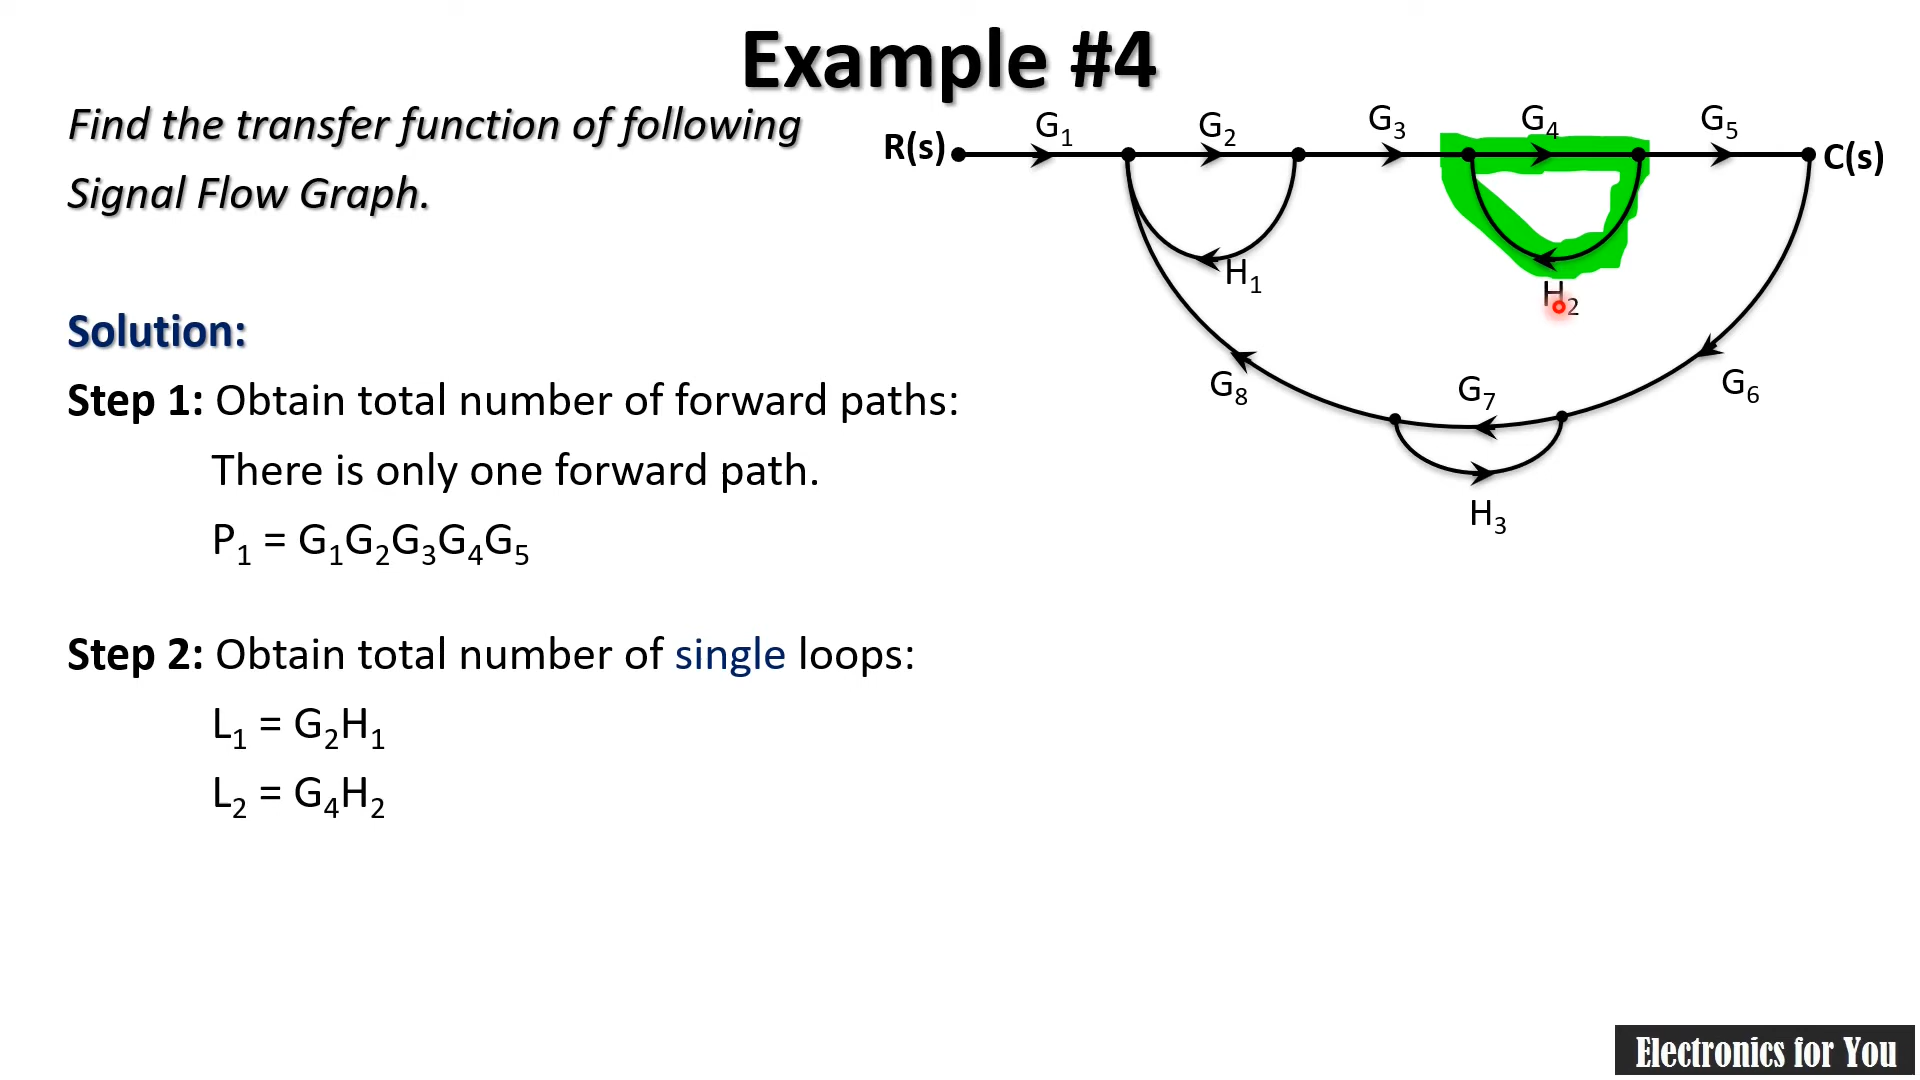 Example #4
Find the transfer function of following
Signal Flow Graph.
Solution:
Step 1: Obtain total number of forward paths:
There is only one forward path.
P₁ = G₁G₂G₃G₄G₅
Step 2: Obtain total number of single loops:
L₁ = G₂H₁
L₂ = G₄H₂
R(s) G₁ G₂ G₃ G₄ G₅ C(s)
H₁
H₂
G₈ G₇ G₆
H₃
Electronics for You